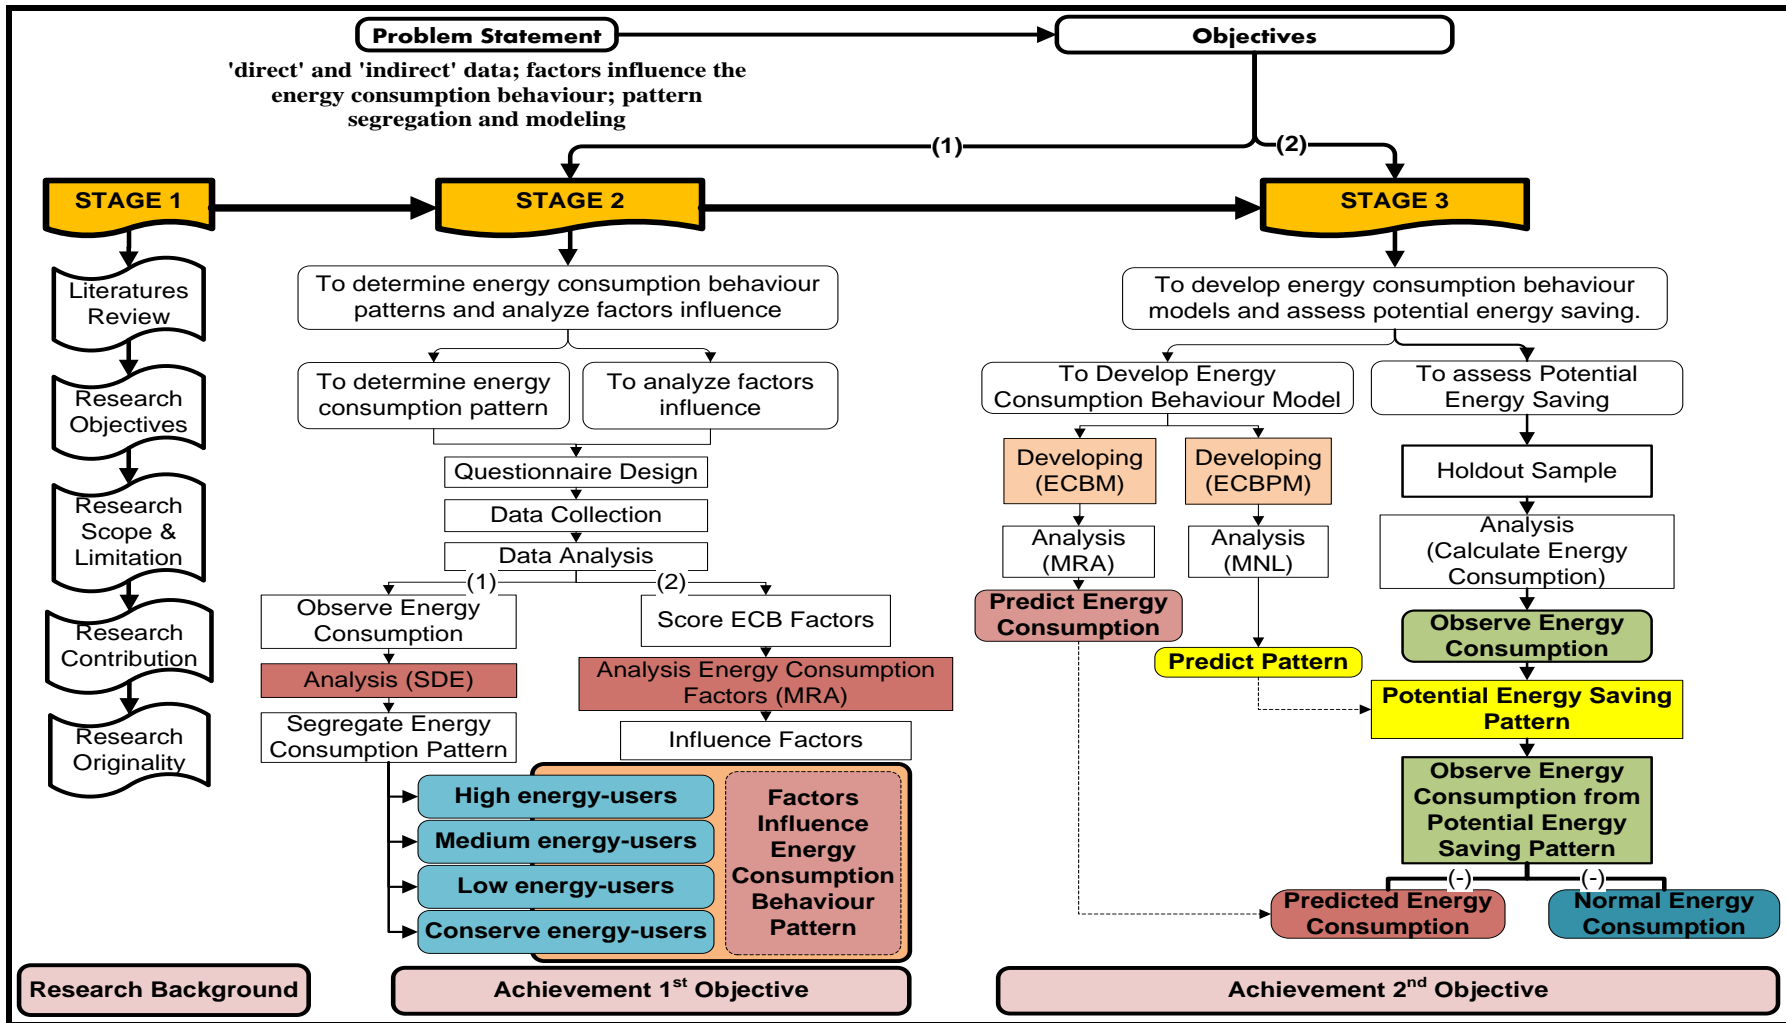 Problem Statement
Objectives
'direct' and 'indirect' data; factors influence the
energy consumption behaviour; pattern
segregation and modeling
(1)
(2)
STAGE 1
STAGE 2
STAGE 3
Literatures
Review
Research
Objectives
Research
Scope &
Limitation
Research
Contribution
Research
Originality
To determine energy consumption behaviour
patterns and analyze factors influence
To determine energy
consumption pattern
To analyze factors
influence
Questionnaire Design
Data Collection
Data Analysis
(1)
(2)
Observe Energy
Consumption
Analysis (SDE)
Segregate Energy
Consumption Pattern
Score ECB Factors
Analysis Energy Consumption
Factors (MRA)
Influence Factors
High energy-users
Medium energy-users
Low energy-users
Conserve energy-users
Factors
Influence
Energy
Consumption
Behaviour
Pattern
To develop energy consumption behaviour
models and assess potential energy saving.
To Develop Energy
Consumption Behaviour Model
To assess Potential
Energy Saving
Developing
(ECBM)
Developing
(ECBPM)
Analysis
(MRA)
Analysis
(MNL)
Predict Energy
Consumption
Predict Pattern
Holdout Sample
Analysis
(Calculate Energy
Consumption)
Observe Energy
Consumption
Potential Energy Saving
Pattern
Observe Energy
Consumption from
Potential Energy
Saving Pattern
(-)
(-)
Predicted Energy
Consumption
Normal Energy
Consumption
Research Background
Achievement 1st Objective
Achievement 2nd Objective